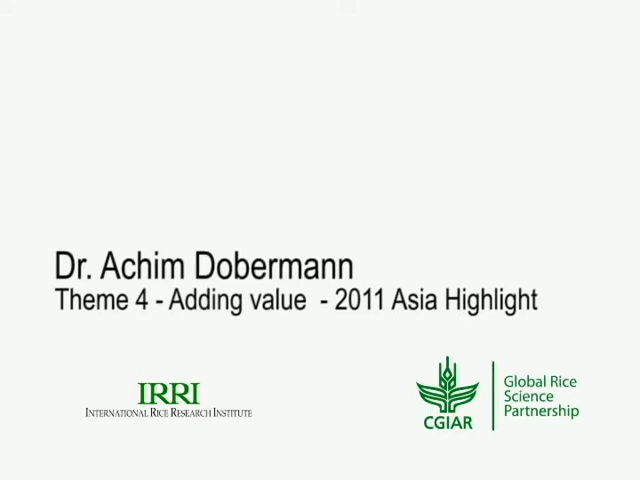 Dr. Achim Dobermann
Theme 4 - Adding value - 2011 Asia Highlight
IRRI
INTERNATIONAL RICE RESEARCH INSTITUTE
CGIAR
Global Rice
Science
Partnership